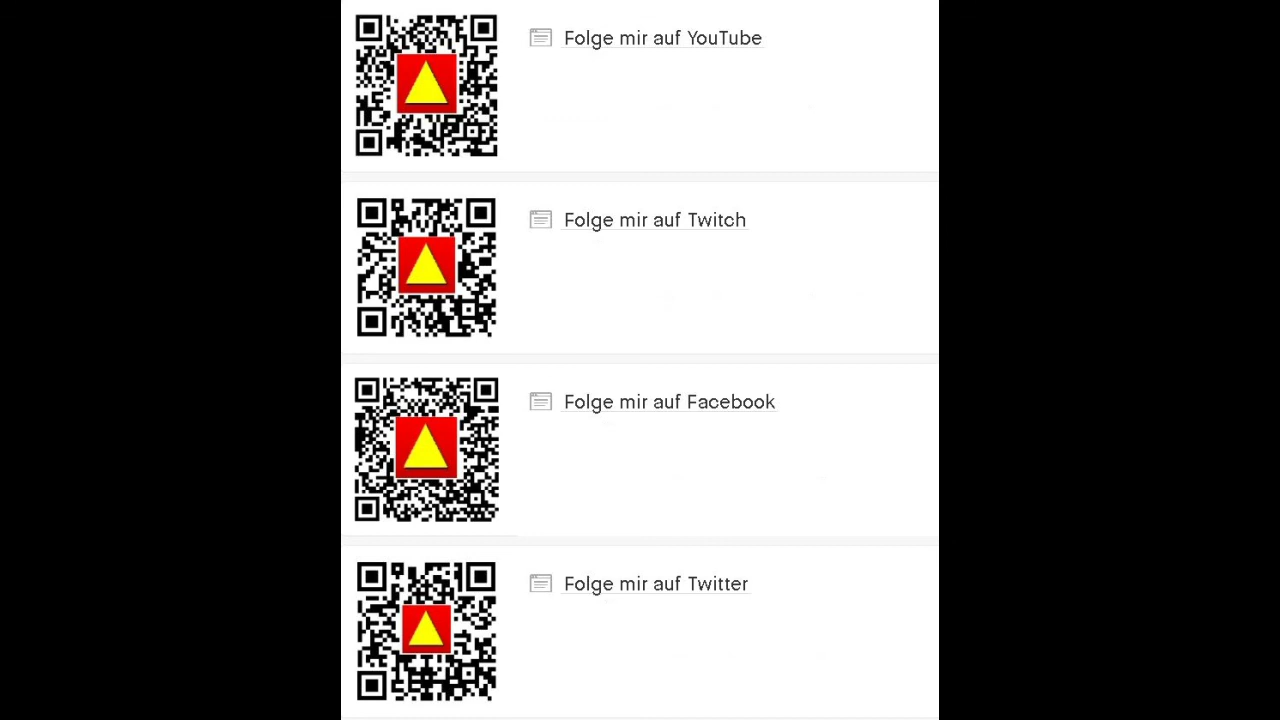 Folge mir auf YouTube
Folge mir auf Twitch
Folge mir auf Facebook
Folge mir auf Twitter